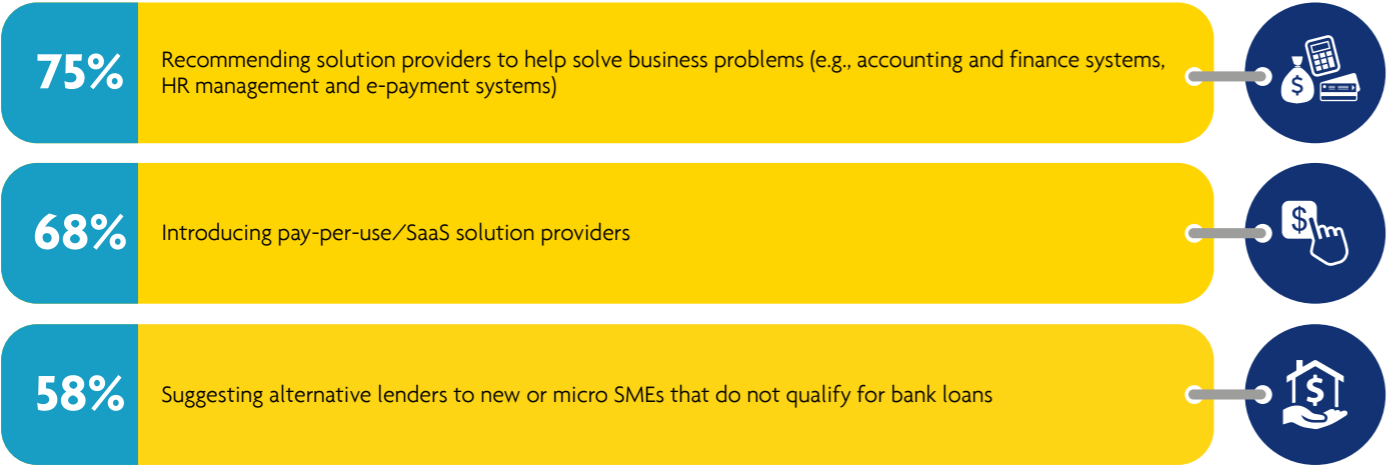 75%
Recommending solution providers to help solve business problems (e.g., accounting and finance systems,
HR management and e-payment systems)
$
68%
Introducing pay-per-use/SaaS solution providers
$
58%
Suggesting alternative lenders to new or micro SMEs that do not qualify for bank loans
$